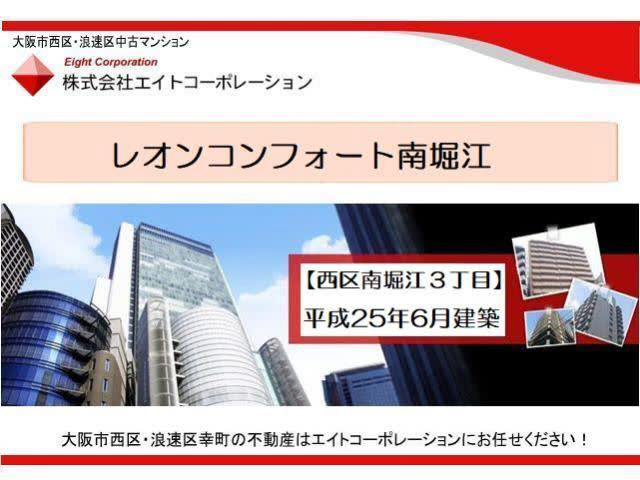 大阪市西区・浪速区中古マンション
Eight Corporation
株式会社エイトコーポレーション
レオンコンフォート南堀江
【西区南堀江３丁目】
平成25年6月建築
大阪市西区・浪速区幸町の不動産はエイトコーポレーションにお任せください！